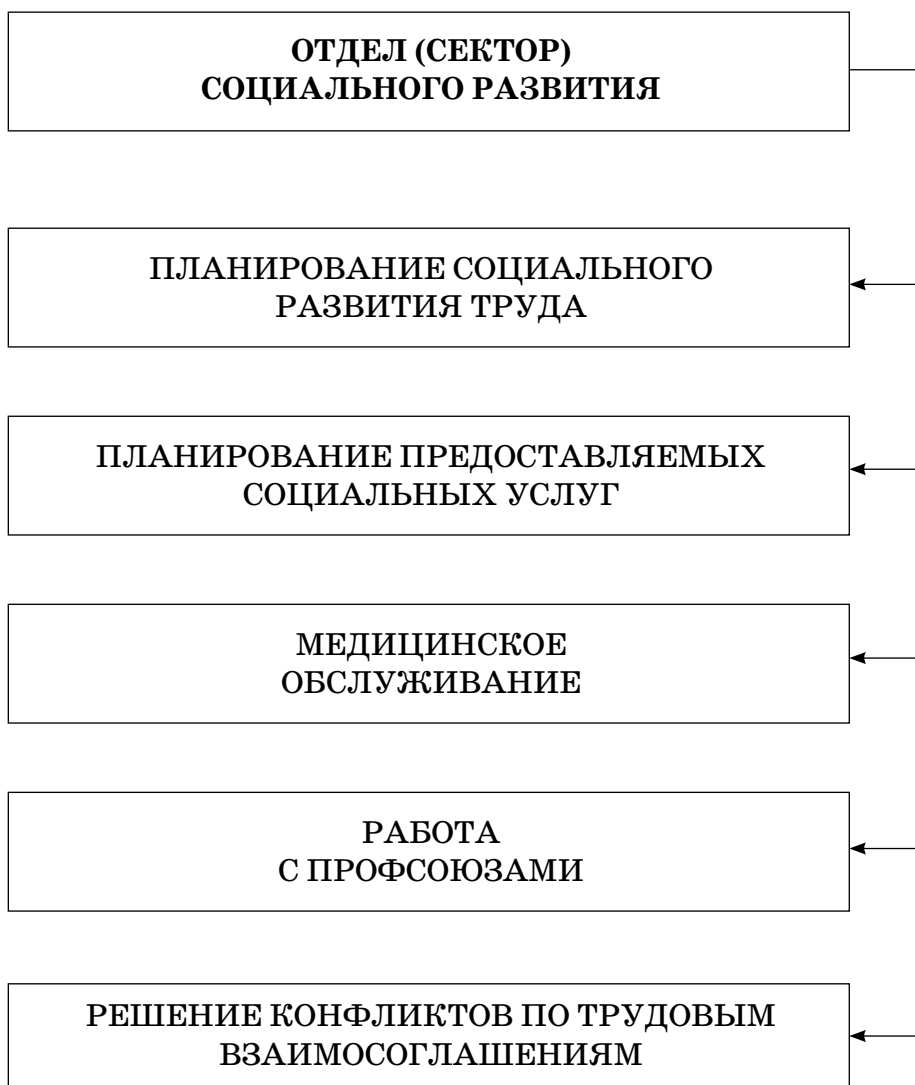 ОТДЕЛ (СЕКТОР)
СОЦИАЛЬНОГО РАЗВИТИЯ
ПЛАНИРОВАНИЕ СОЦИАЛЬНОГО
РАЗВИТИЯ ТРУДА
ПЛАНИРОВАНИЕ ПРЕДОСТАВЛЯЕМЫХ
СОЦИАЛЬНЫХ УСЛУГ
МЕДИЦИНСКОЕ
ОБСЛУЖИВАНИЕ
РАБОТА
С ПРОФСОЮЗАМИ
РЕШЕНИЕ КОНФЛИКТОВ ПО ТРУДОВЫМ
ВЗАИМОСОГЛАШЕНИЯМ